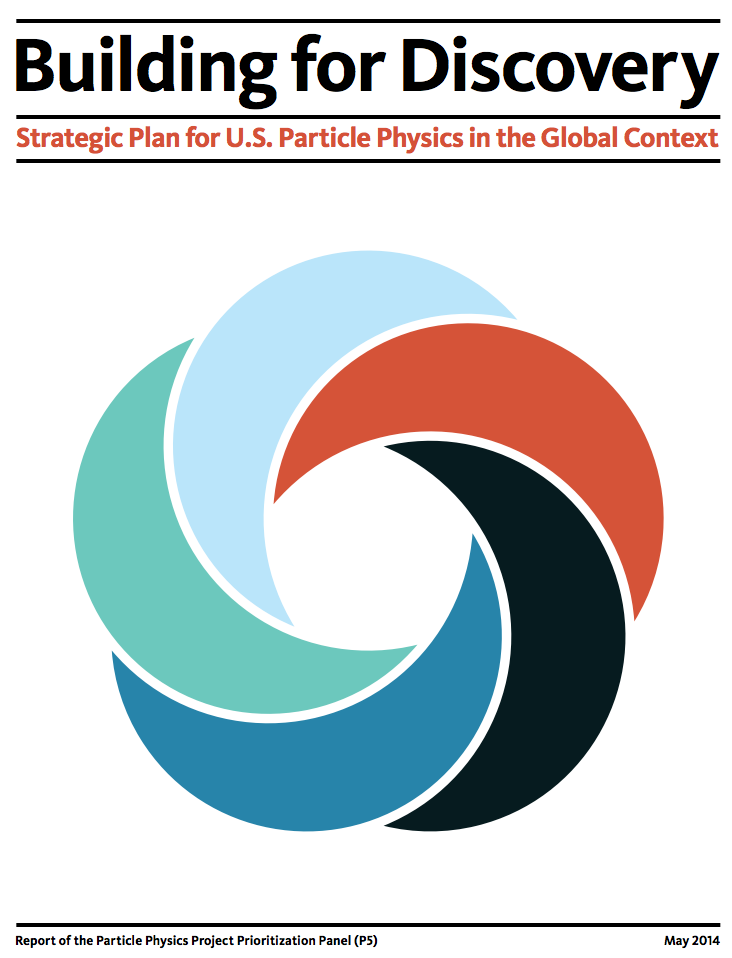 Building for Discovery
Strategic Plan for U.S. Particle Physics in the Global Context
Report of the Particle Physics Project Prioritization Panel (P5)
May 2014